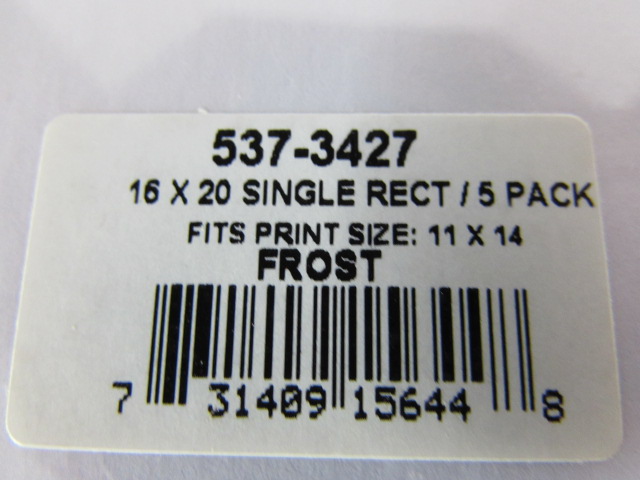 537-3427
16 X 20 SINGLE RECT / 5 PACK
FITS PRINT SIZE: 11 X 14
FROST
7 31409 15644 8